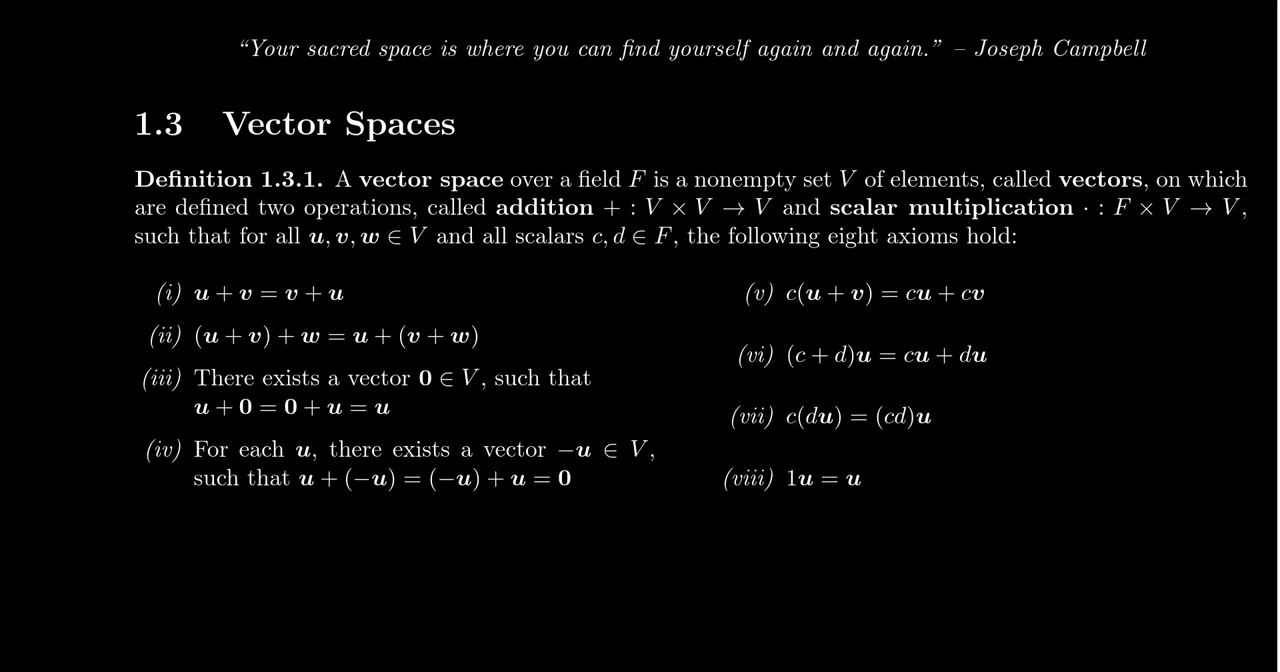 “Your sacred space is where you can find yourself again and again.” – Joseph Campbell
1.3 Vector Spaces
Definition 1.3.1. A vector space over a field F is a nonempty set V of elements, called vectors, on which
are defined two operations, called addition + : V × V → V and scalar multiplication · : F × V → V,
such that for all u, v, w ∈ V and all scalars c, d ∈ F, the following eight axioms hold:
(i) u + v = v + u
(ii) (u + v) + w = u + (v + w)
(iii) There exists a vector 0 ∈ V, such that
u + 0 = 0 + u = u
(iv) For each u, there exists a vector −u ∈ V,
such that u + (−u) = (−u) + u = 0
(v) c(u + v) = cu + cv
(vi) (c + d)u = cu + du
(vii) c(du) = (cd)u
(viii) 1u = u